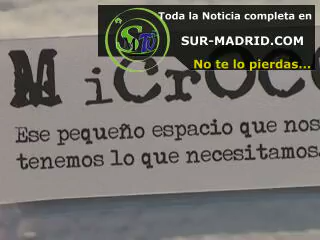 Toda la Noticia completa en
SUR-MADRID.COM
No te lo pierdas...
MiCrOC
Ese pequeño espacio que nos
tenemos lo que necesitamos.